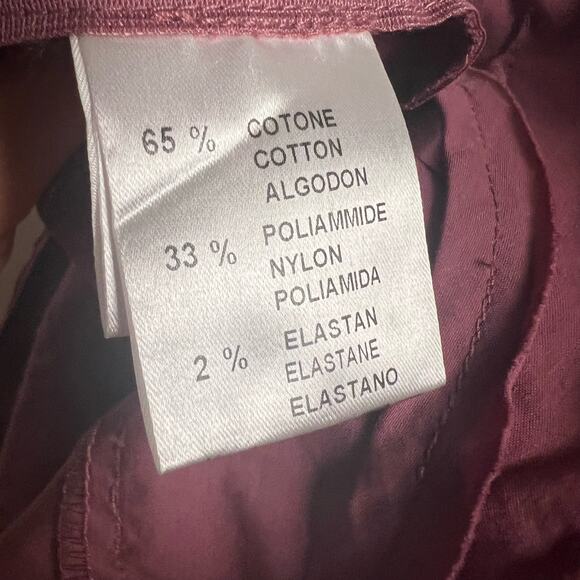 65 % COTONE
COTTON
ALGODON
33 % POLIAMMIDE
NYLON
POLIAMIDA
2 % ELASTAN
ELASTANE
ELASTANO